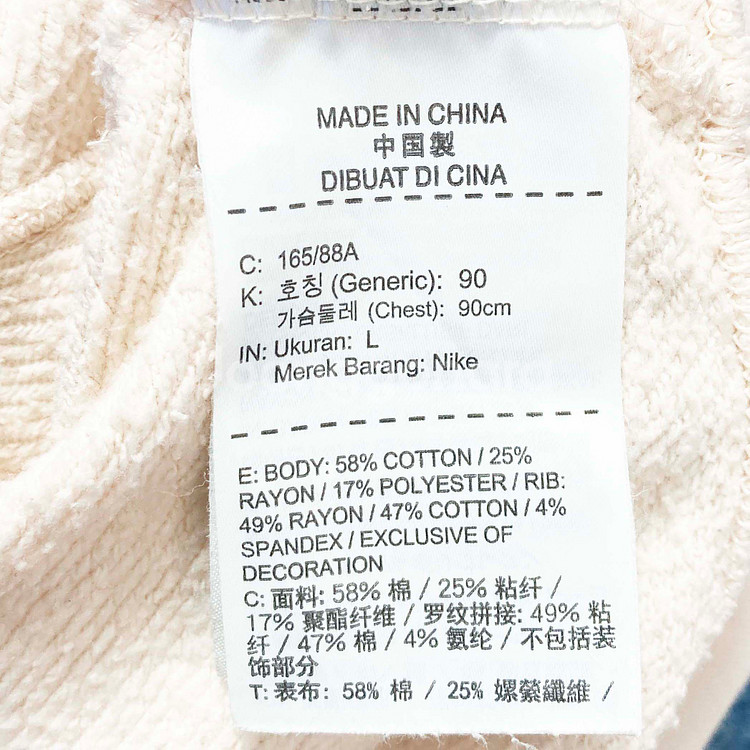 MADE IN CHINA
中国製
DIBUAT DI CINA
C: 165/88A
K: 호칭 (Generic): 90
가슴둘레 (Chest): 90cm
IN: Ukuran: L
Merek Barang: Nike
E: BODY: 58% COTTON / 25%
RAYON / 17% POLYESTER / RIB:
49% RAYON / 47% COTTON / 4%
SPANDEX / EXCLUSIVE OF
DECORATION
C: 面料: 58% 棉 / 25% 粘纤 /
17% 聚酯纤维 / 罗纹拼接: 49% 粘
纤 / 47% 棉 / 4% 氨纶 / 不包括装
饰部分
T: 表布: 58% 棉 / 25% 嫘縈纖維 /